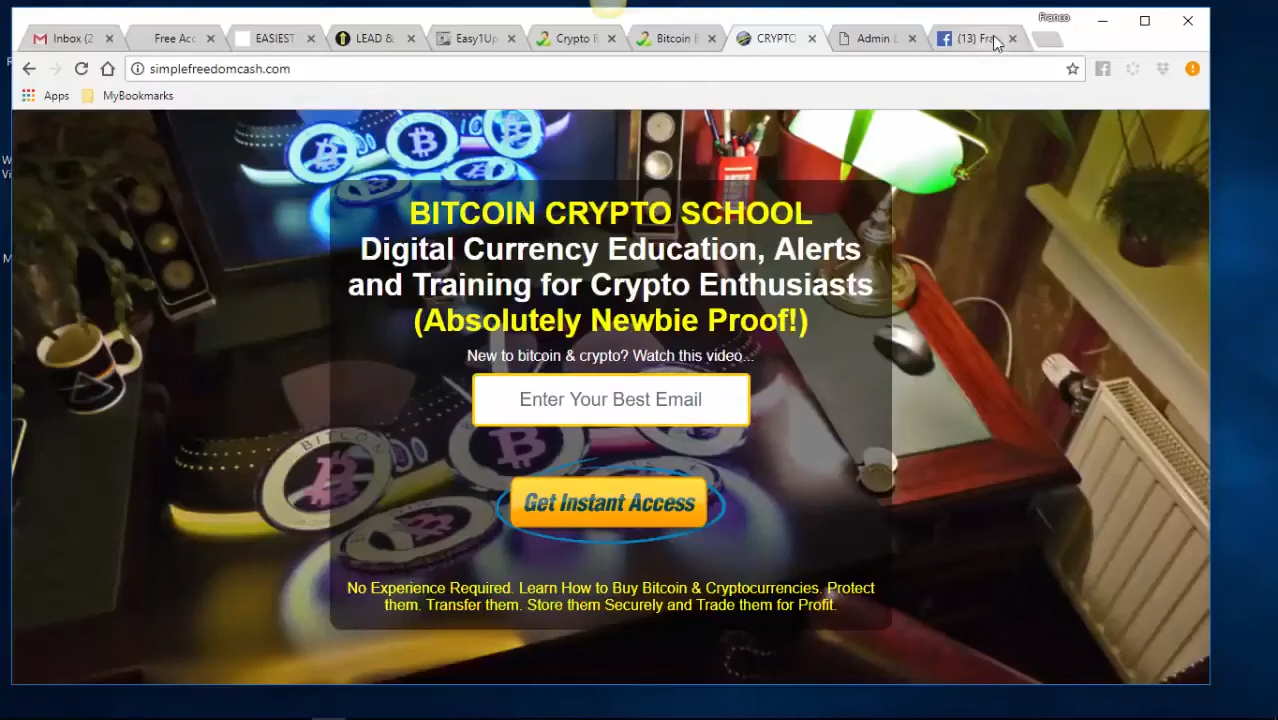 Franco
Inbox (2
Free Acc
EASIEST
LEAD &
Easy1Up
Crypto B
Bitcoin B
CRYPTO
Admin
(13) Fra
simplefreedomcash.com
Apps
MyBookmarks
BITCOIN CRYPTO SCHOOL
Digital Currency Education, Alerts
and Training for Crypto Enthusiasts
(Absolutely Newbie Proof!)
New to bitcoin & crypto? Watch this video...
Enter Your Best Email
Get Instant Access
No Experience Required. Learn How to Buy Bitcoin & Cryptocurrencies. Protect
them. Transfer them. Store them Securely and Trade them for Profit.